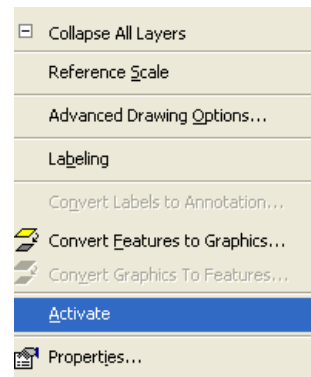 Collapse All Layers
Reference Scale
Advanced Drawing Options...
Labeling
Convert Labels to Annotation...
Convert Features to Graphics...
Convert Graphics To Features...
Activate
Properties...